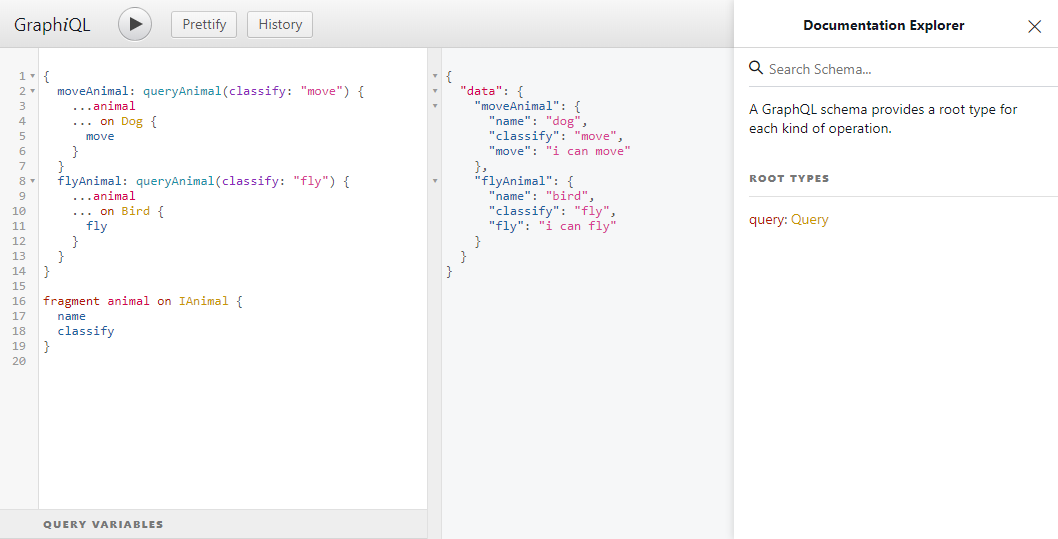 GraphiQL
Prettify
History
1 {
2   moveAnimal: queryAnimal(classify: "move") {
3     ...animal
4     ... on Dog {
5       move
6     }
7   }
8   flyAnimal: queryAnimal(classify: "fly") {
9     ...animal
10     ... on Bird {
11       fly
12     }
13   }
14 }
15
16 fragment animal on IAnimal {
17   name
18   classify
19 }
20
QUERY VARIABLES
{
  "data": {
    "moveAnimal": {
      "name": "dog",
      "classify": "move",
      "move": "i can move"
    },
    "flyAnimal": {
      "name": "bird",
      "classify": "fly",
      "fly": "i can fly"
    }
  }
}
Documentation Explorer
Search Schema...
A GraphQL schema provides a root type for
each kind of operation.
ROOT TYPES
query: Query